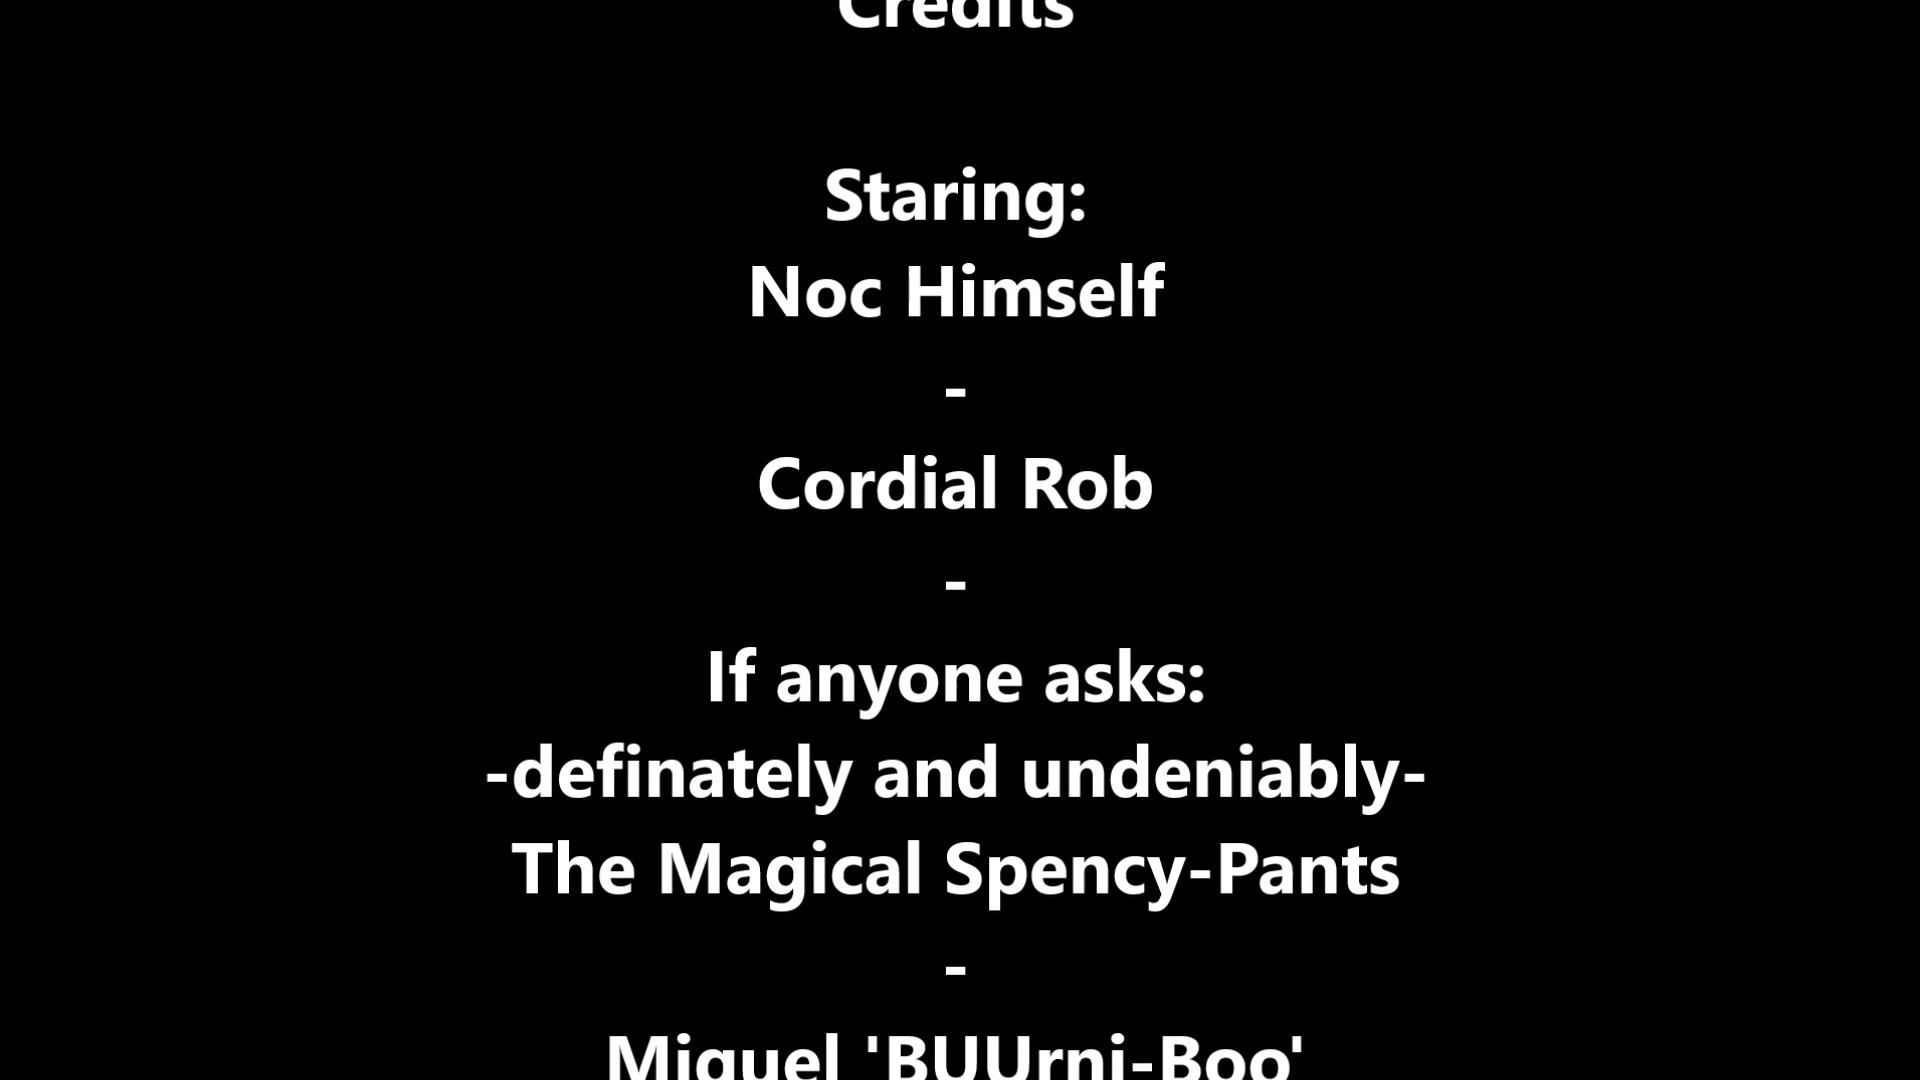 Credits
Staring:
Noc Himself
-
Cordial Rob
-
If anyone asks:
-definately and undeniably-
The Magical Spency-Pants
-
Miguel 'BUUrni-Boo'